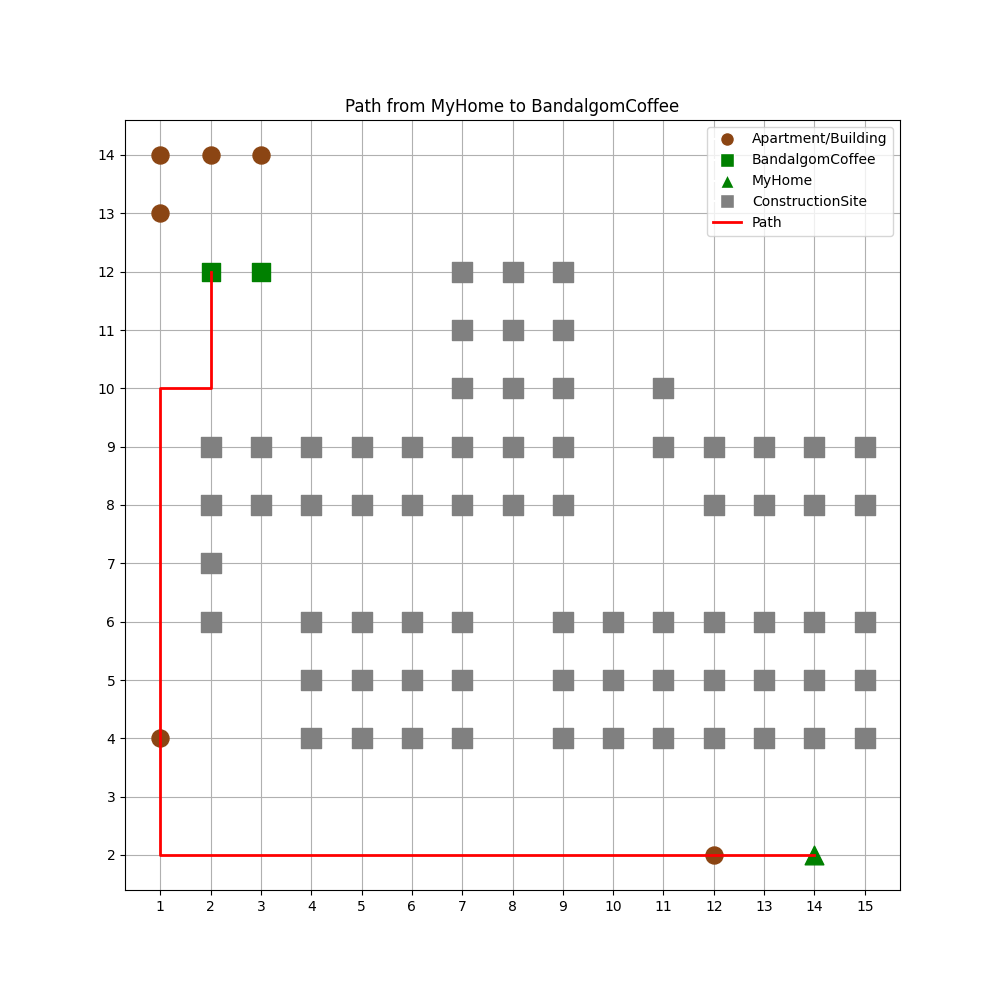 Path from MyHome to BandalgomCoffee
Apartment/Building
BandalgomCoffee
MyHome
ConstructionSite
Path
14
13
12
11
10
9
8
7
6
5
4
3
2
1 2 3 4 5 6 7 8 9 10 11 12 13 14 15